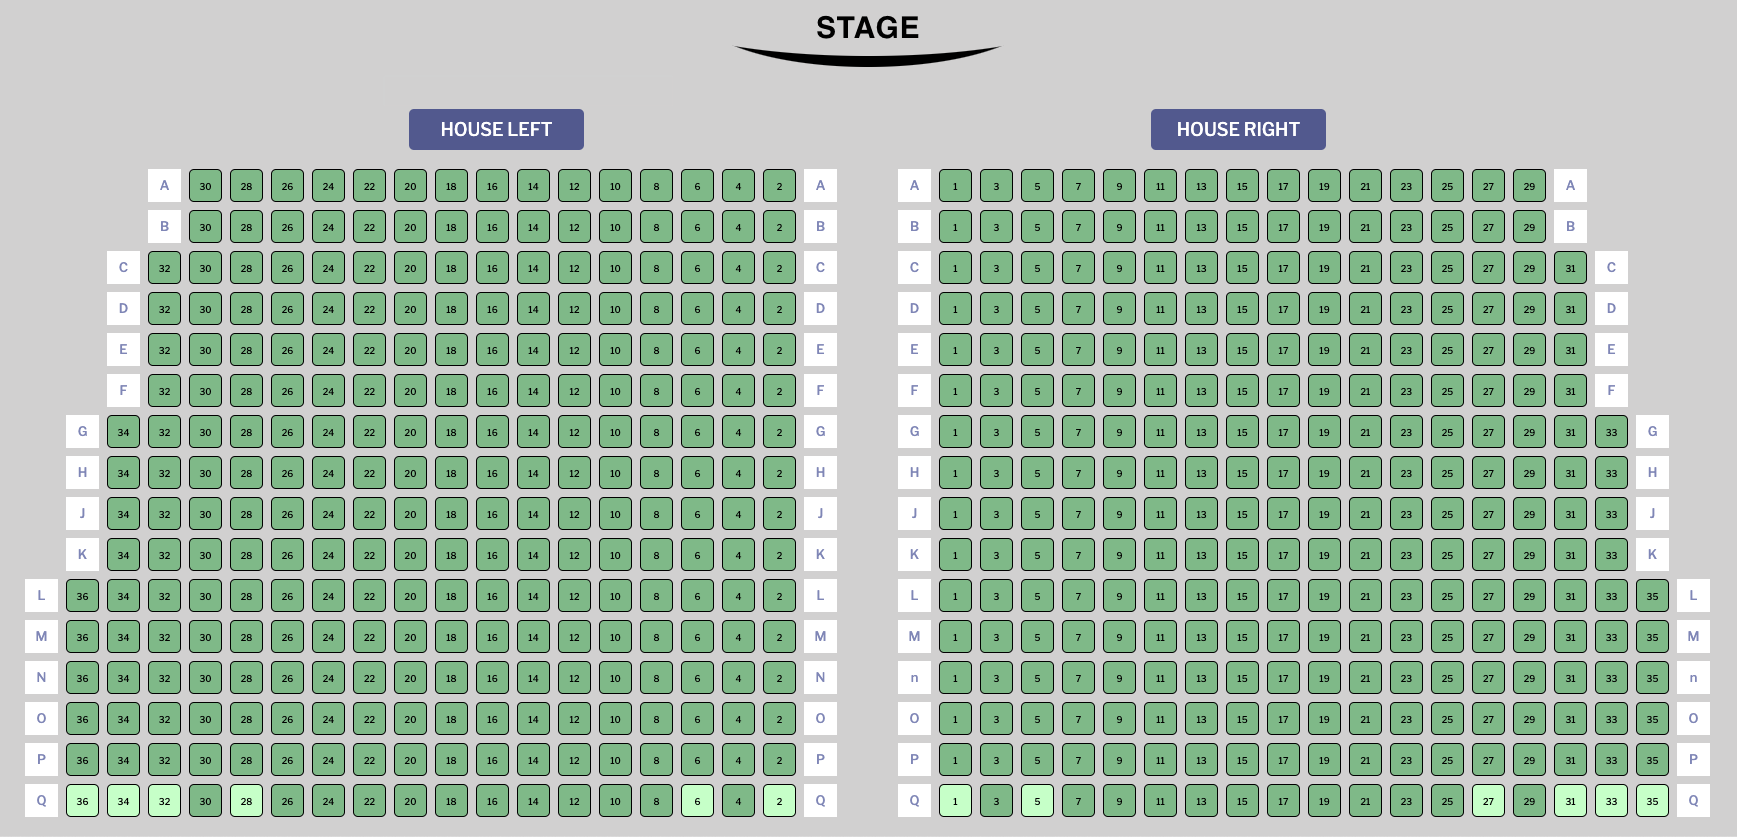 STAGE
HOUSE LEFT HOUSE RIGHT
A 30 28 26 24 22 20 18 16 14 12 10 8 6 4 2 A A 1 3 5 7 9 11 13 15 17 19 21 23 25 27 29 A
B 30 28 26 24 22 20 18 16 14 12 10 8 6 4 2 B B 1 3 5 7 9 11 13 15 17 19 21 23 25 27 29 B
C 32 30 28 26 24 22 20 18 16 14 12 10 8 6 4 2 C C 1 3 5 7 9 11 13 15 17 19 21 23 25 27 29 31 C
D 32 30 28 26 24 22 20 18 16 14 12 10 8 6 4 2 D D 1 3 5 7 9 11 13 15 17 19 21 23 25 27 29 31 D
E 32 30 28 26 24 22 20 18 16 14 12 10 8 6 4 2 E E 1 3 5 7 9 11 13 15 17 19 21 23 25 27 29 31 E
F 32 30 28 26 24 22 20 18 16 14 12 10 8 6 4 2 F F 1 3 5 7 9 11 13 15 17 19 21 23 25 27 29 31 F
G 34 32 30 28 26 24 22 20 18 16 14 12 10 8 6 4 2 G G 1 3 5 7 9 11 13 15 17 19 21 23 25 27 29 31 33 G
H 34 32 30 28 26 24 22 20 18 16 14 12 10 8 6 4 2 H H 1 3 5 7 9 11 13 15 17 19 21 23 25 27 29 31 33 H
J 34 32 30 28 26 24 22 20 18 16 14 12 10 8 6 4 2 J J 1 3 5 7 9 11 13 15 17 19 21 23 25 27 29 31 33 J
K 34 32 30 28 26 24 22 20 18 16 14 12 10 8 6 4 2 K K 1 3 5 7 9 11 13 15 17 19 21 23 25 27 29 31 33 K
L 36 34 32 30 28 26 24 22 20 18 16 14 12 10 8 6 4 2 L L 1 3 5 7 9 11 13 15 17 19 21 23 25 27 29 31 33 35 L
M 36 34 32 30 28 26 24 22 20 18 16 14 12 10 8 6 4 2 M M 1 3 5 7 9 11 13 15 17 19 21 23 25 27 29 31 33 35 M
N 36 34 32 30 28 26 24 22 20 18 16 14 12 10 8 6 4 2 N n 1 3 5 7 9 11 13 15 17 19 21 23 25 27 29 31 33 35 n
O 36 34 32 30 28 26 24 22 20 18 16 14 12 10 8 6 4 2 O O 1 3 5 7 9 11 13 15 17 19 21 23 25 27 29 31 33 35 O
P 36 34 32 30 28 26 24 22 20 18 16 14 12 10 8 6 4 2 P P 1 3 5 7 9 11 13 15 17 19 21 23 25 27 29 31 33 35 P
Q 36 34 32 30 28 26 24 22 20 18 16 14 12 10 8 6 4 2 Q Q 1 3 5 7 9 11 13 15 17 19 21 23 25 27 29 31 33 35 Q